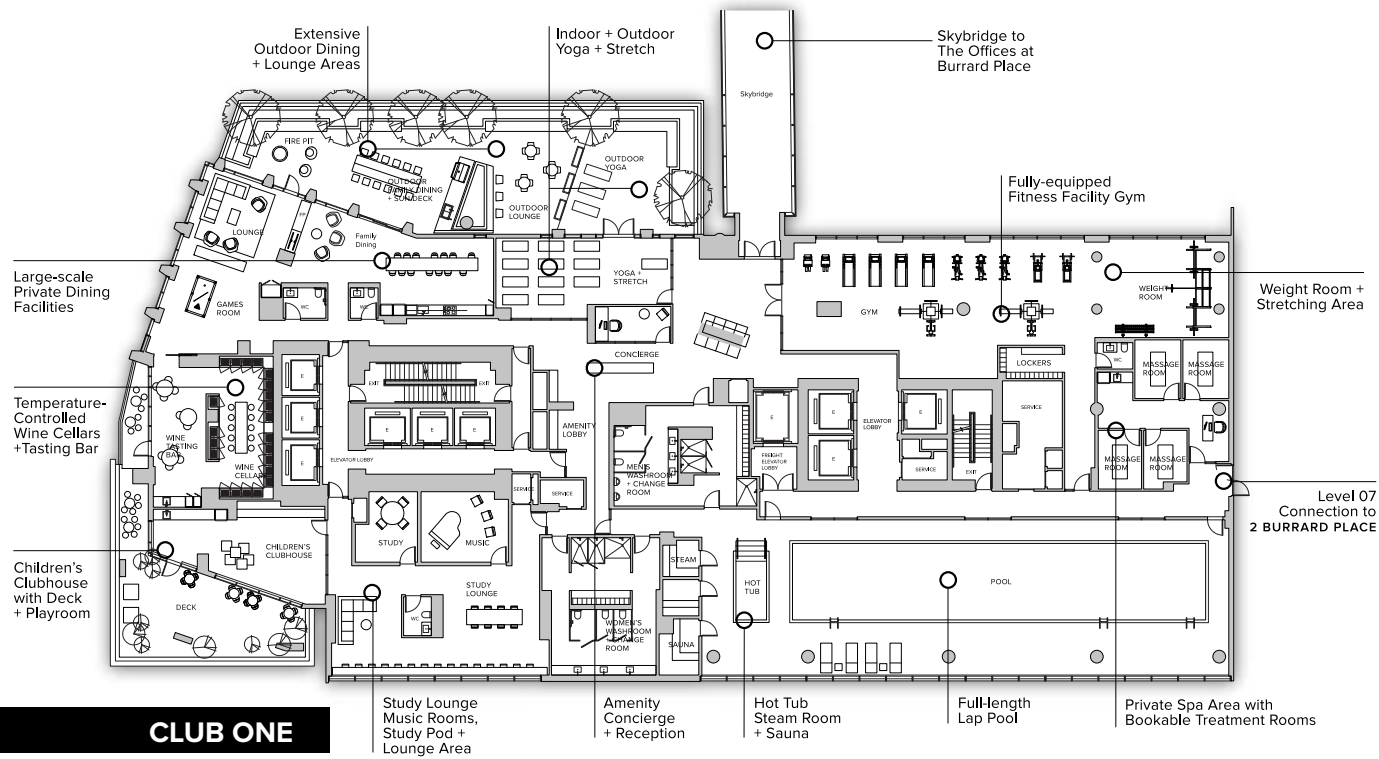 Extensive
Outdoor Dining
+ Lounge Areas
Indoor + Outdoor
Yoga + Stretch
Skybridge to
The Offices at
Burrard Place
Skybridge
FIRE PIT
OUTDOOR
FAMILY DINING
+ SUN DECK
OUTDOOR
LOUNGE
OUTDOOR
YOGA
Fully-equipped
Fitness Facility Gym
LOUNGE
F/P
Family
Dining
Large-scale
Private Dining
Facilities
GAMES
ROOM
WC
WC
YOGA +
STRETCH
GYM
WEIGHT
ROOM
Weight Room +
Stretching Area
CONCIERGE
LOCKERS
WC
MASSAGE
ROOM
MASSAGE
ROOM
Temperature-
Controlled
Wine Cellars
+Tasting Bar
E
E
E
EXIT
EXIT
E
E
E
WINE
TASTING
BAR
WINE
CELLAR
ELEVATOR LOBBY
AMENITY
LOBBY
MEN'S
WASHROOM
+ CHANGE
ROOM
E
FREIGHT
ELEVATOR
LOBBY
E
E
ELEVATOR
LOBBY
E
SERVICE
EXIT
SERVICE
MASSAGE
ROOM
MASSAGE
ROOM
SERVICE
SERVICE
Level 07
Connection to
2 BURRARD PLACE
STUDY
MUSIC
CHILDREN'S
CLUBHOUSE
Children's
Clubhouse
with Deck
+ Playroom
DECK
STUDY
LOUNGE
WC
WOMEN'S
WASHROOM
+ CHANGE
ROOM
STEAM
SAUNA
HOT
TUB
POOL
CLUB ONE
Study Lounge
Music Rooms,
Study Pod +
Lounge Area
Amenity
Concierge
+ Reception
Hot Tub
Steam Room
+ Sauna
Full-length
Lap Pool
Private Spa Area with
Bookable Treatment Rooms